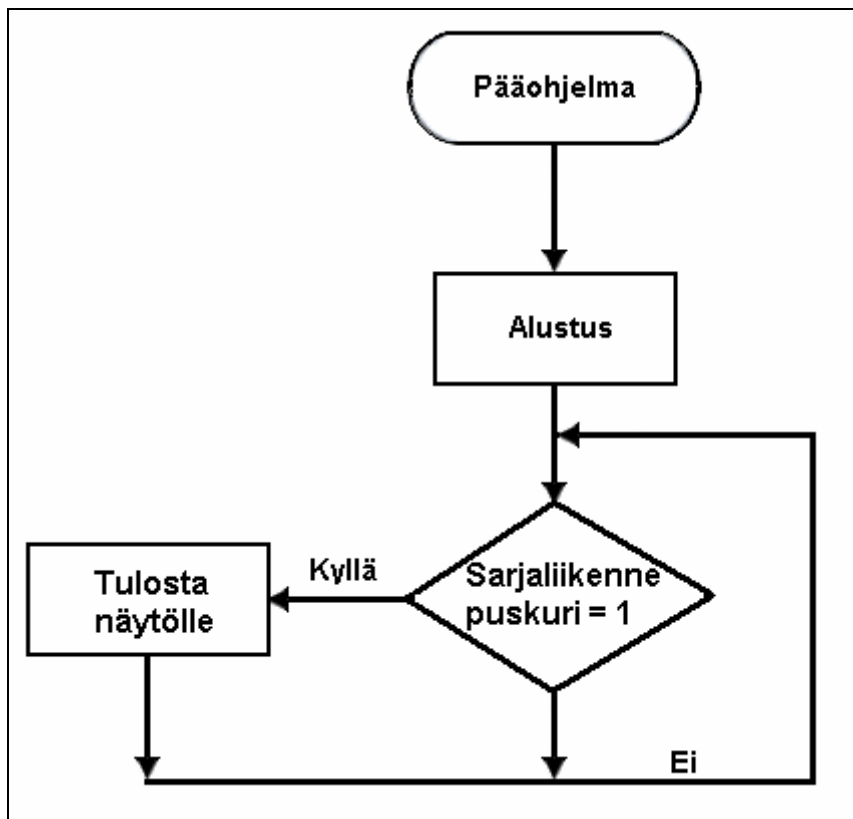 Pääohjelma
Alustus
Sarjaliikenne
puskuri = 1
Kyllä
Tulosta
näytölle
Ei